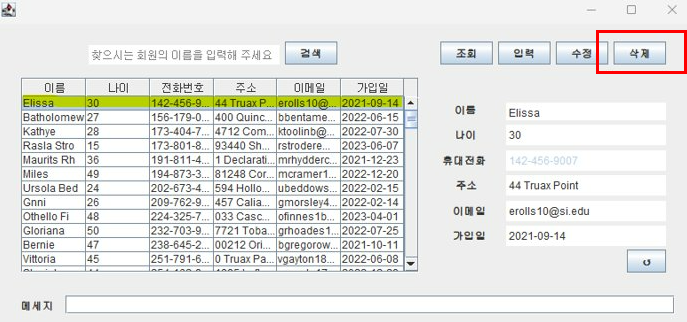 찾으시는 회원의 이름을 입력해 주세요 검색 조회 입력 수정 삭제
이름 나이 전화번호 주소 이메일 가입일
Elissa 30 142-456-9... 44 Truax P... erolls10@... 2021-09-14
Batholomew 27 156-179-0... 400 Quinc... bbentame... 2022-06-15
Kathye 28 173-404-7... 4712 Com... ktoolinb@... 2022-07-30
Rasla Stro 15 173-801-8... 93440 Sh... rstrodere... 2023-06-07
Maurits Rh 36 191-811-4... 1 Declarati... mrhydderc... 2021-12-23
Miles 49 194-873-3... 81248 Cor... mcramer1... 2022-12-20
Ursola Bed 24 202-673-4... 594 Hollo... ubeddows... 2022-02-15
Gnni 26 209-762-9... 457 Calia... gmorsley4... 2022-02-14
Othello Fi 48 224-325-7... 033 Casc... ofinnes1b... 2023-04-01
Gloriana 50 232-703-9... 7721 Toba... grhoades1... 2022-07-25
Bernie 47 238-645-2... 00212 Ori... bgregorow... 2021-10-11
Vittoria 45 251-791-6... 0 Truax Pa... vgayton18... 2022-06-08
이름 Elissa
나이 30
휴대전화 142-456-9007
주소 44 Truax Point
이메일 erolls10@si.edu
가입일 2021-09-14
↺
메세지